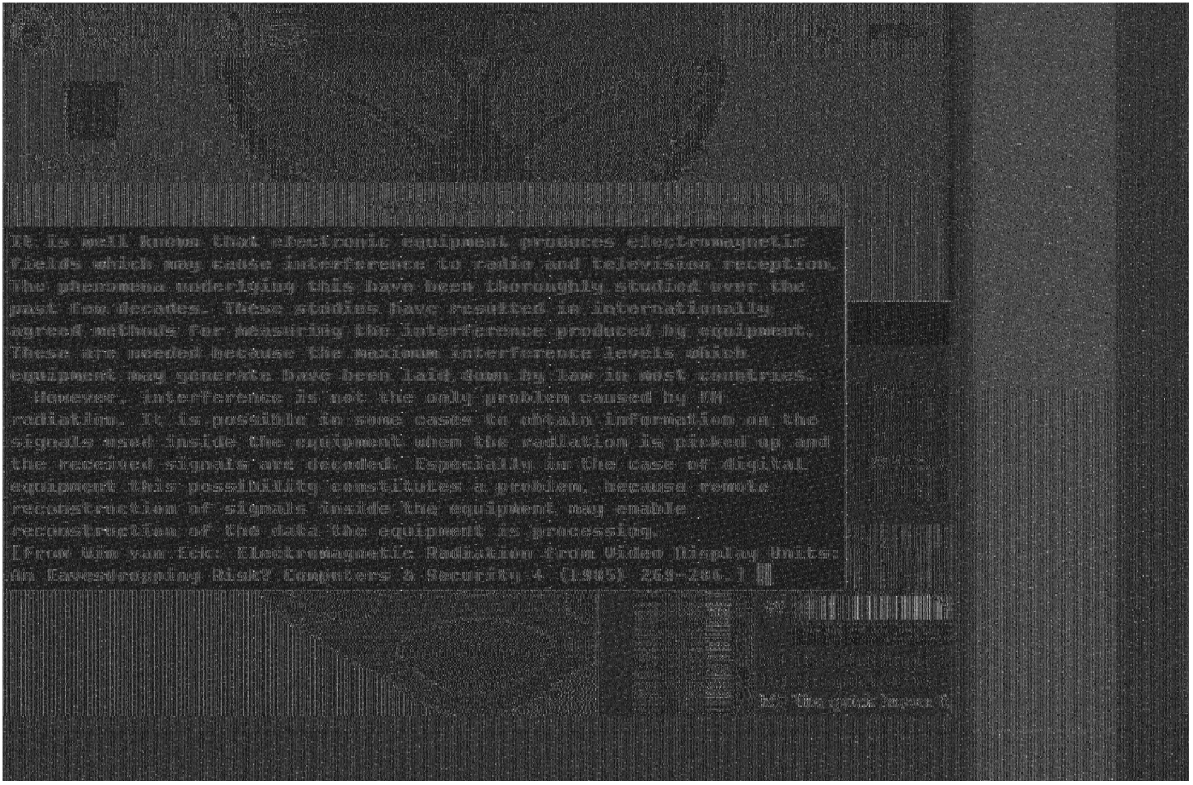 It is well known that electronic equipment produces electromagnetic
fields which may cause interference to radio and television reception.
The phenomena underlying this have been thoroughly studied over the
past few decades. These studies have resulted in internationally
agreed methods for measuring the interference produced by equipment.
These are needed because the maximum interference levels which
equipment may generate have been laid down by law in most countries.
However, interference is not the only problem caused by EM
radiation. It is possible in some cases to obtain information on the
signals used inside the equipment when the radiation is picked up and
the received signals are decoded. Especially in the case of digital
equipment this possibility constitutes a problem, because remote
reconstruction of signals inside the equipment may enable
reconstruction of the data the equipment is processing.
[From Wim van Eck: Electromagnetic Radiation from Video Display Units:
An Eavesdropping Risk? Computers & Security 4 (1985) 269-286.]
The quick brown